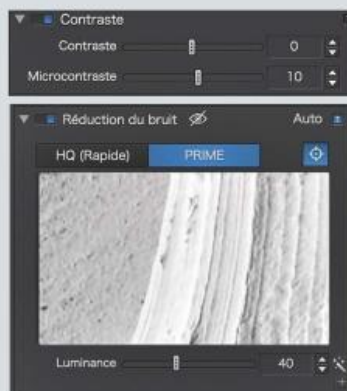 Contraste
Contraste 0
Microcontraste 10
Réduction du bruit Auto
HQ (Rapide) PRIME
Luminance 40